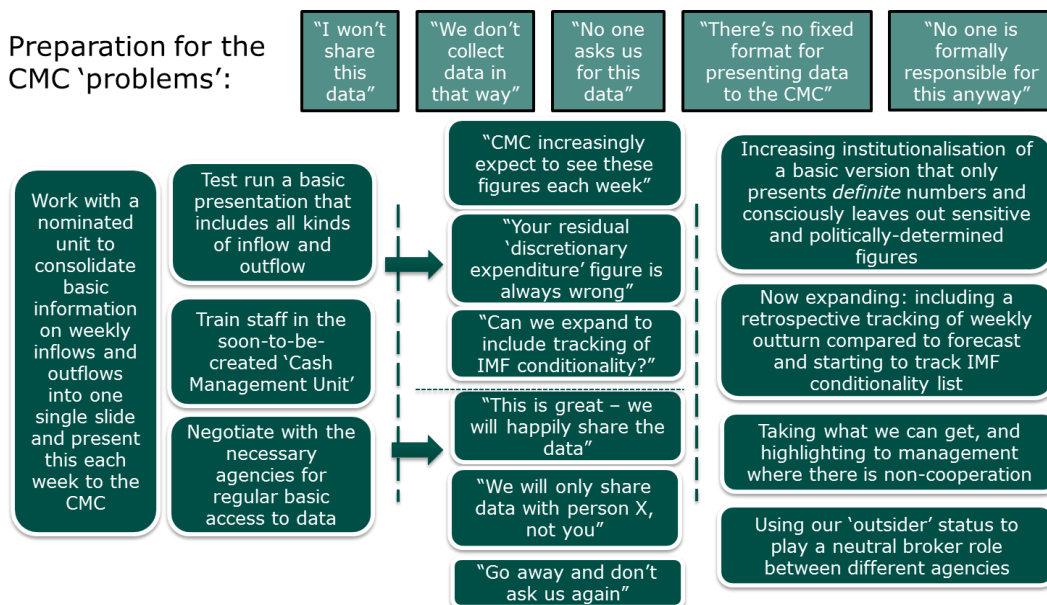 Preparation for the
CMC ‘problems’:
“I won’t
share
this
data”
“We don’t
collect
data in
that way”
“No one
asks us
for this
data”
“There’s no fixed
format for
presenting data
to the CMC”
“No one is
formally
responsible for
this anyway”
Work with a
nominated
unit to
consolidate
basic
information
on weekly
inflows and
outflows
into one
single slide
and present
this each
week to the
CMC
Test run a basic
presentation that
includes all kinds
of inflow and
outflow
Train staff in the
soon-to-be-
created ‘Cash
Management Unit’
Negotiate with the
necessary
agencies for
regular basic
access to data
“CMC increasingly
expect to see these
figures each week”
“Your residual
‘discretionary
expenditure’ figure is
always wrong”
“Can we expand to
include tracking of
IMF conditionality?”
“This is great – we
will happily share the
data”
“We will only share
data with person X,
not you”
“Go away and don’t
ask us again”
Increasing institutionalisation of
a basic version that only
presents definite numbers and
consciously leaves out sensitive
and politically-determined
figures
Now expanding: including a
retrospective tracking of weekly
outturn compared to forecast
and starting to track IMF
conditionality list
Taking what we can get, and
highlighting to management
where there is non-cooperation
Using our ‘outsider’ status to
play a neutral broker role
between different agencies